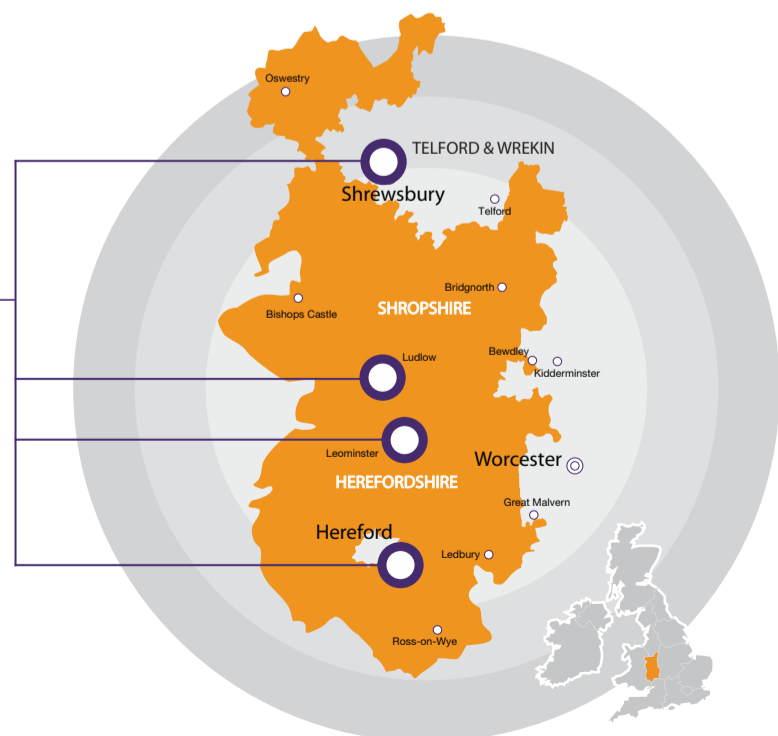 Oswestry
TELFORD & WREKIN
Shrewsbury
Telford
Bridgnorth
SHROPSHIRE
Bishops Castle
Ludlow
Bewdley
Kidderminster
Leominster
Worcester
HEREFORDSHIRE
Great Malvern
Hereford
Ledbury
Ross-on-Wye